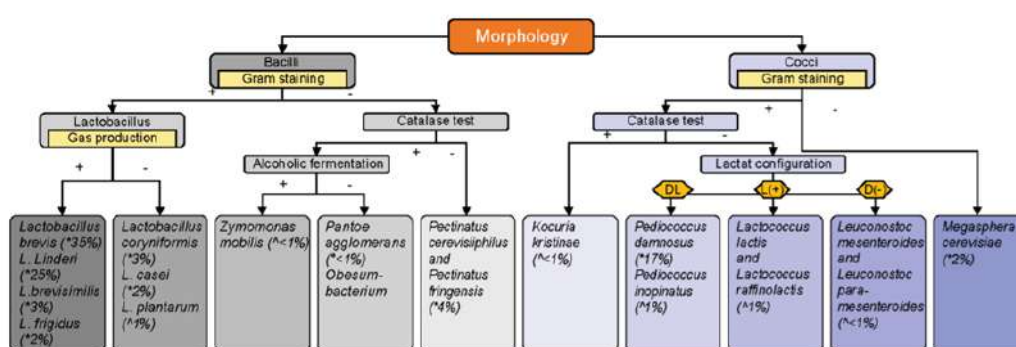 Morphology
Bacilli
Gram staining
Cocci
Gram staining
+
-
+
-
Lactobacillus
Gas production
Catalase test
Catalase test
+
-
+
-
+
-
Alcoholic fermentation
Lactat configuration
+
-
DL
L(+
D(-
Lactobacillus
brevis (*35%)
L. Linderi
(*25%)
L.brevisimilis
(*3%)
L. frigidus
(*2%)
Lactobacillus
coryniformis
(*3%)
L. casei
(*2%)
L. plantarum
(^1%)
Zymomonas
mobilis (^<1%)
Pantoe
agglomerans
(*<1%)
Obesum-
bacterium
Pectinatus
cerevisiiphilus
and
Pectinatus
fringensis
(*4%)
Kocuria
kristinae
(^<1%)
Pediococcus
damnosus
(*17%)
Pediococcus
inopinatus
(^1%)
Lactococcus
lactis
and
Lactococcus
raffinolactis
(^1%)
Leuconostoc
mesenteroides
and
Leuconostoc
para-
mesenteroides
(^<1%)
Megasphera
cerevisiae
(*2%)